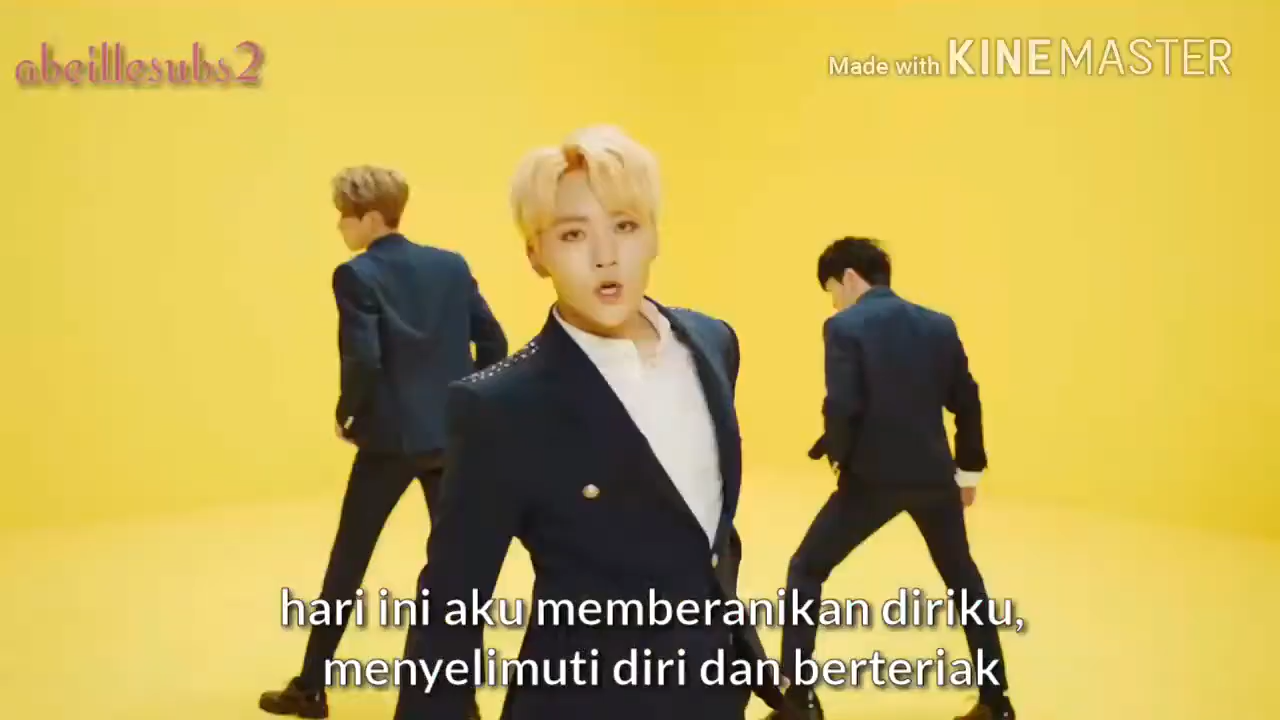 abeillesubs2
Made with KINEMASTER
hari ini aku memberanikan diriku,
menyelimuti diri dan berteriak